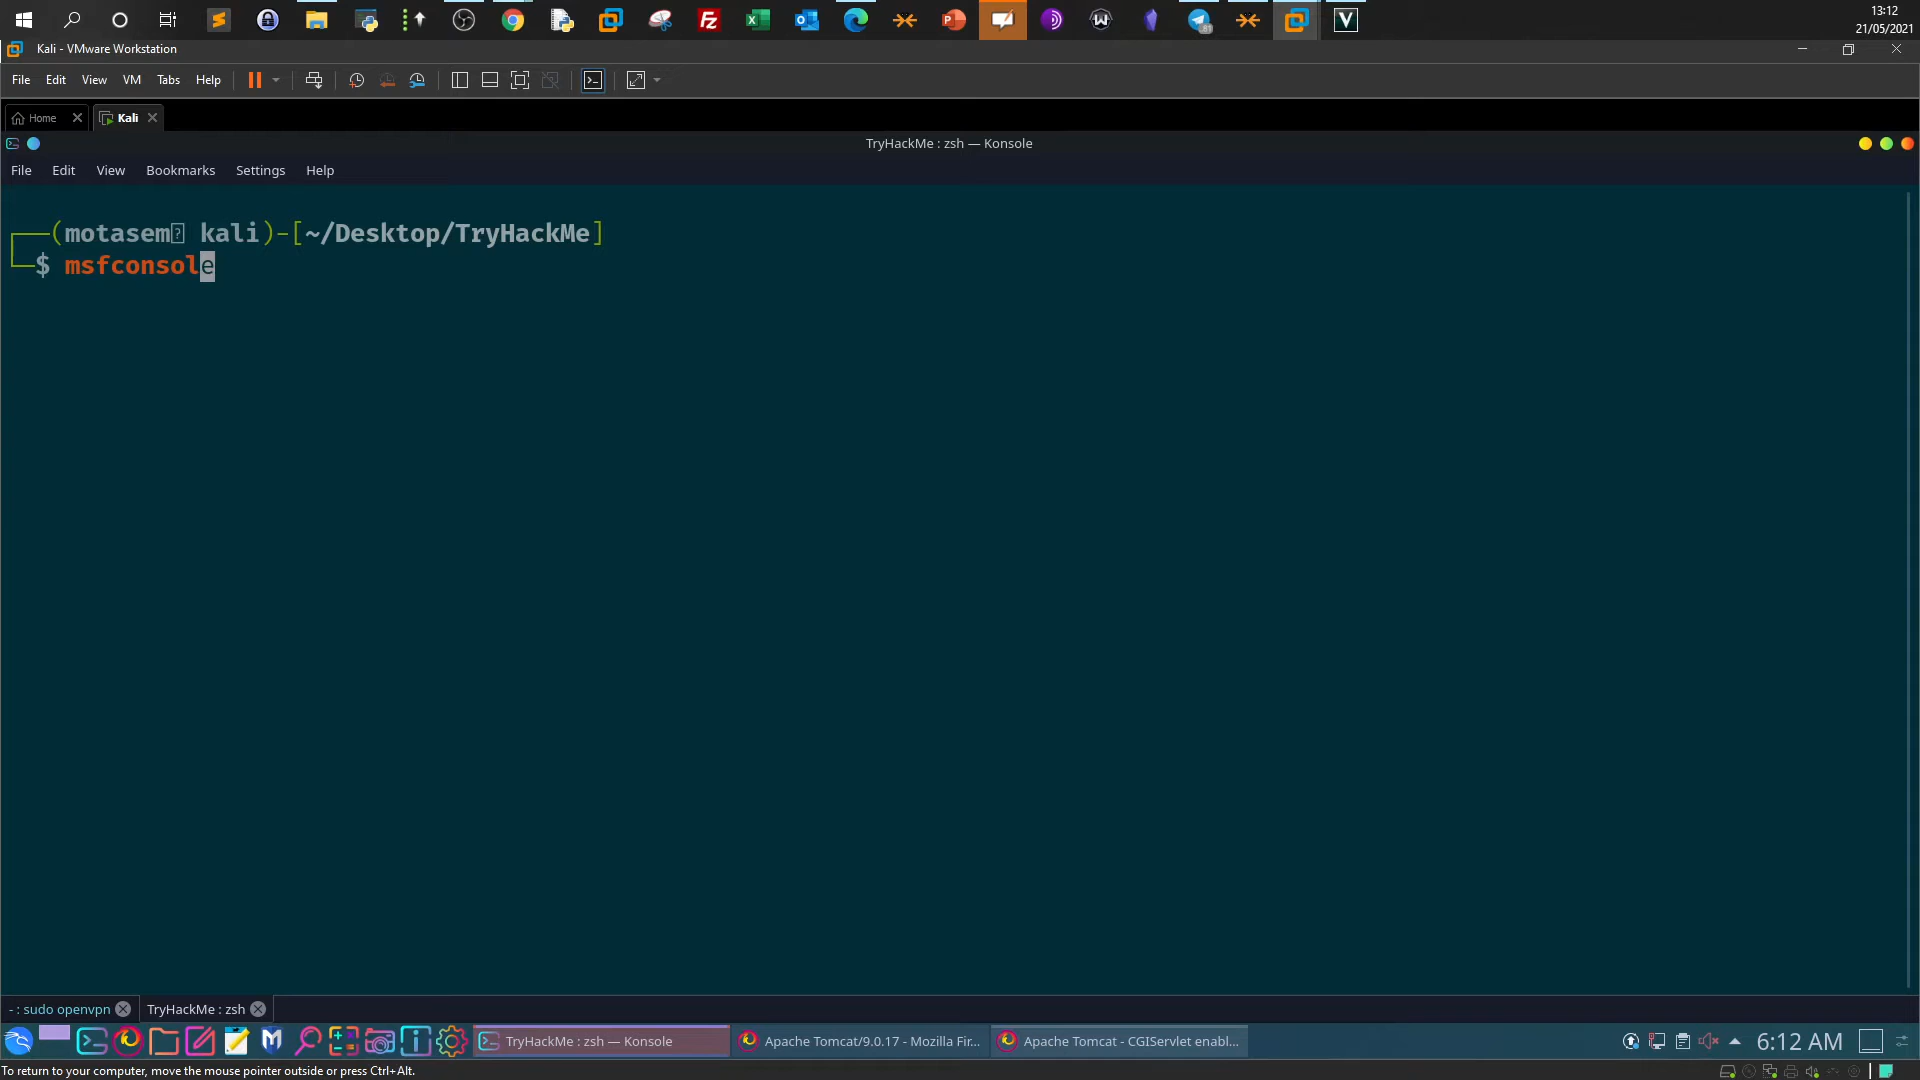 13:12
21/05/2021
Kali - VMware Workstation
File Edit View VM Tabs Help
Home Kali
TryHackMe : zsh — Konsole
File Edit View Bookmarks Settings Help
┌──(motasem kali)-[~/Desktop/TryHackMe]
└─$ msfconsole
- : sudo openvpn TryHackMe : zsh
TryHackMe : zsh — Konsole Apache Tomcat/9.0.17 - Mozilla Fir... Apache Tomcat - CGIServlet enabl... 6:12 AM
To return to your computer, move the mouse pointer outside or press Ctrl+Alt.